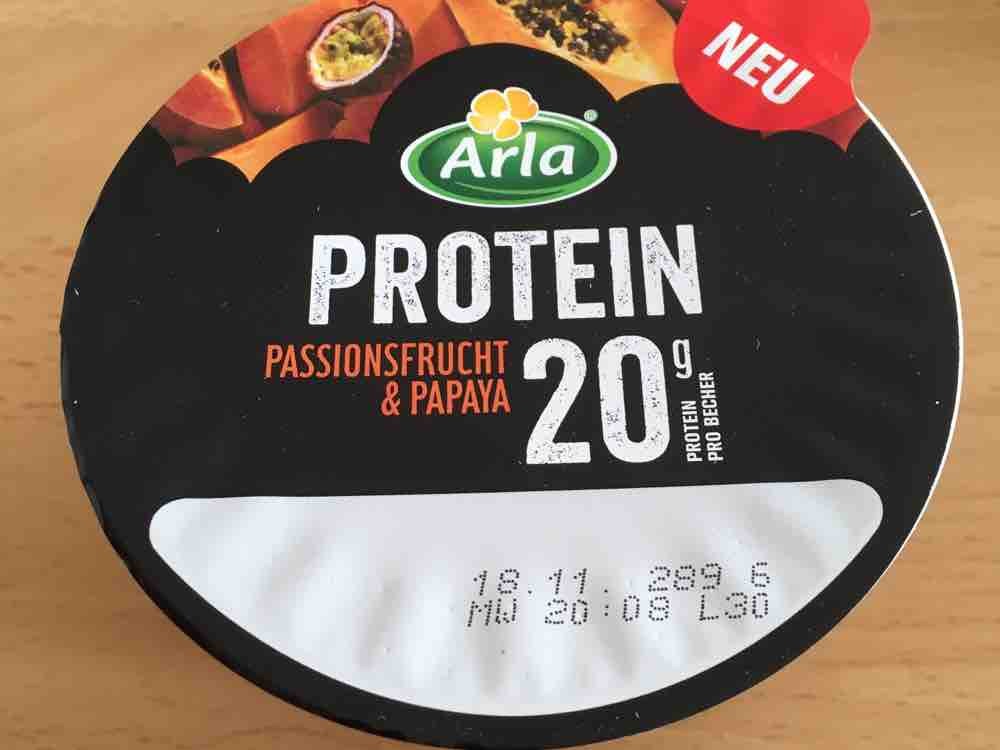 NEU
Arla®
PROTEIN
PASSIONSFRUCHT
& PAPAYA
20g
PROTEIN
PRO BECHER
18.11. 289 6
MW 20:08 L30